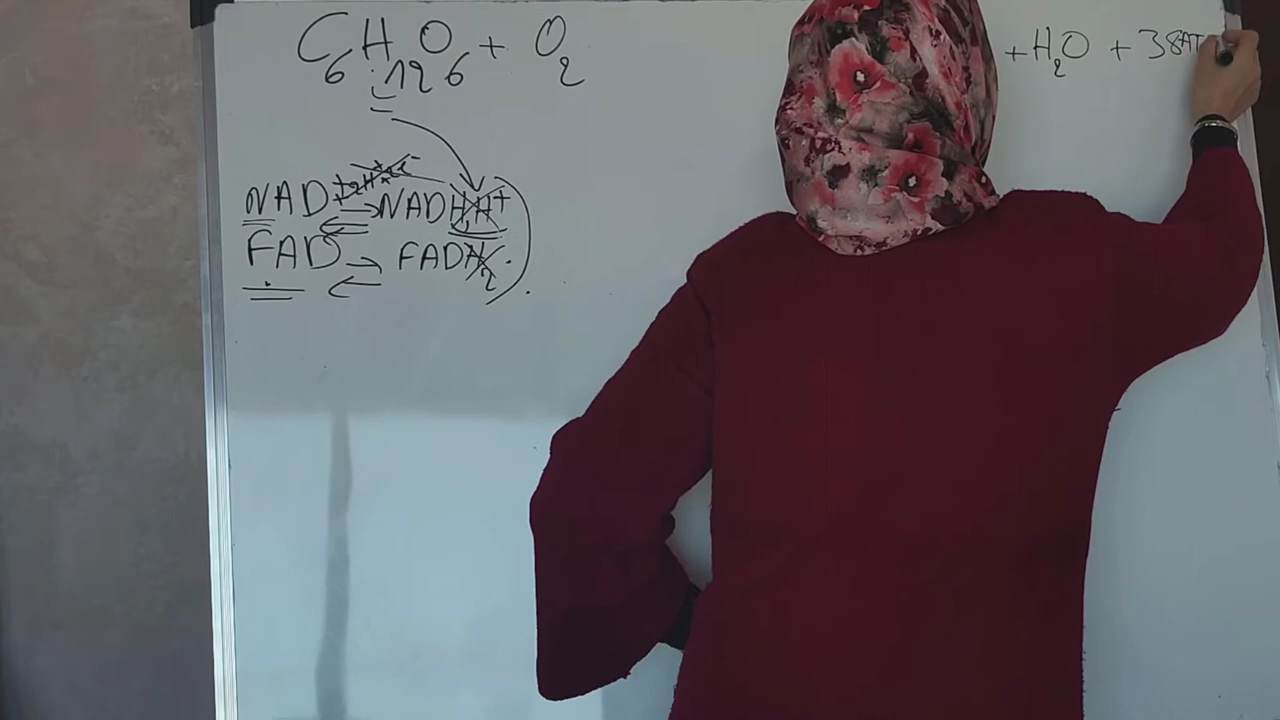 C₆H₁₂O₆ + O₂ + H₂O + 38AT
NAD ⇌ NADH,H⁺
FAD ⇌ FADH₂